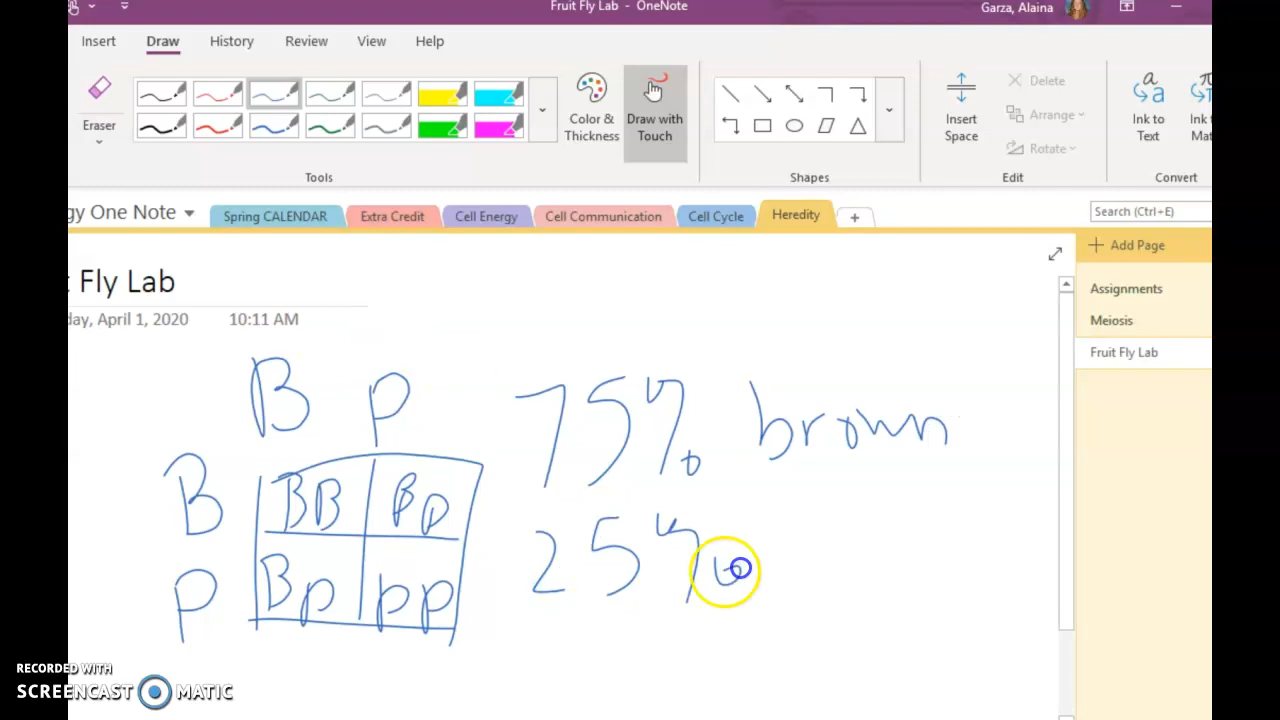 Fruit Fly Lab - OneNote
Garza, Alaina
Insert Draw History Review View Help
Eraser
Color & Thickness
Draw with Touch
Insert Space
Delete
Arrange
Rotate
Ink to Text
Ink to Mat
Tools
Shapes
Edit
Convert
gy One Note
Spring CALENDAR
Extra Credit
Cell Energy
Cell Communication
Cell Cycle
Heredity
Search (Ctrl+E)
Add Page
Assignments
Meiosis
Fruit Fly Lab
: Fly Lab
day, April 1, 2020 10:11 AM
B p 75% brown
B BB Bp
p Bp pp 25%
RECORDED WITH
SCREENCAST MATIC